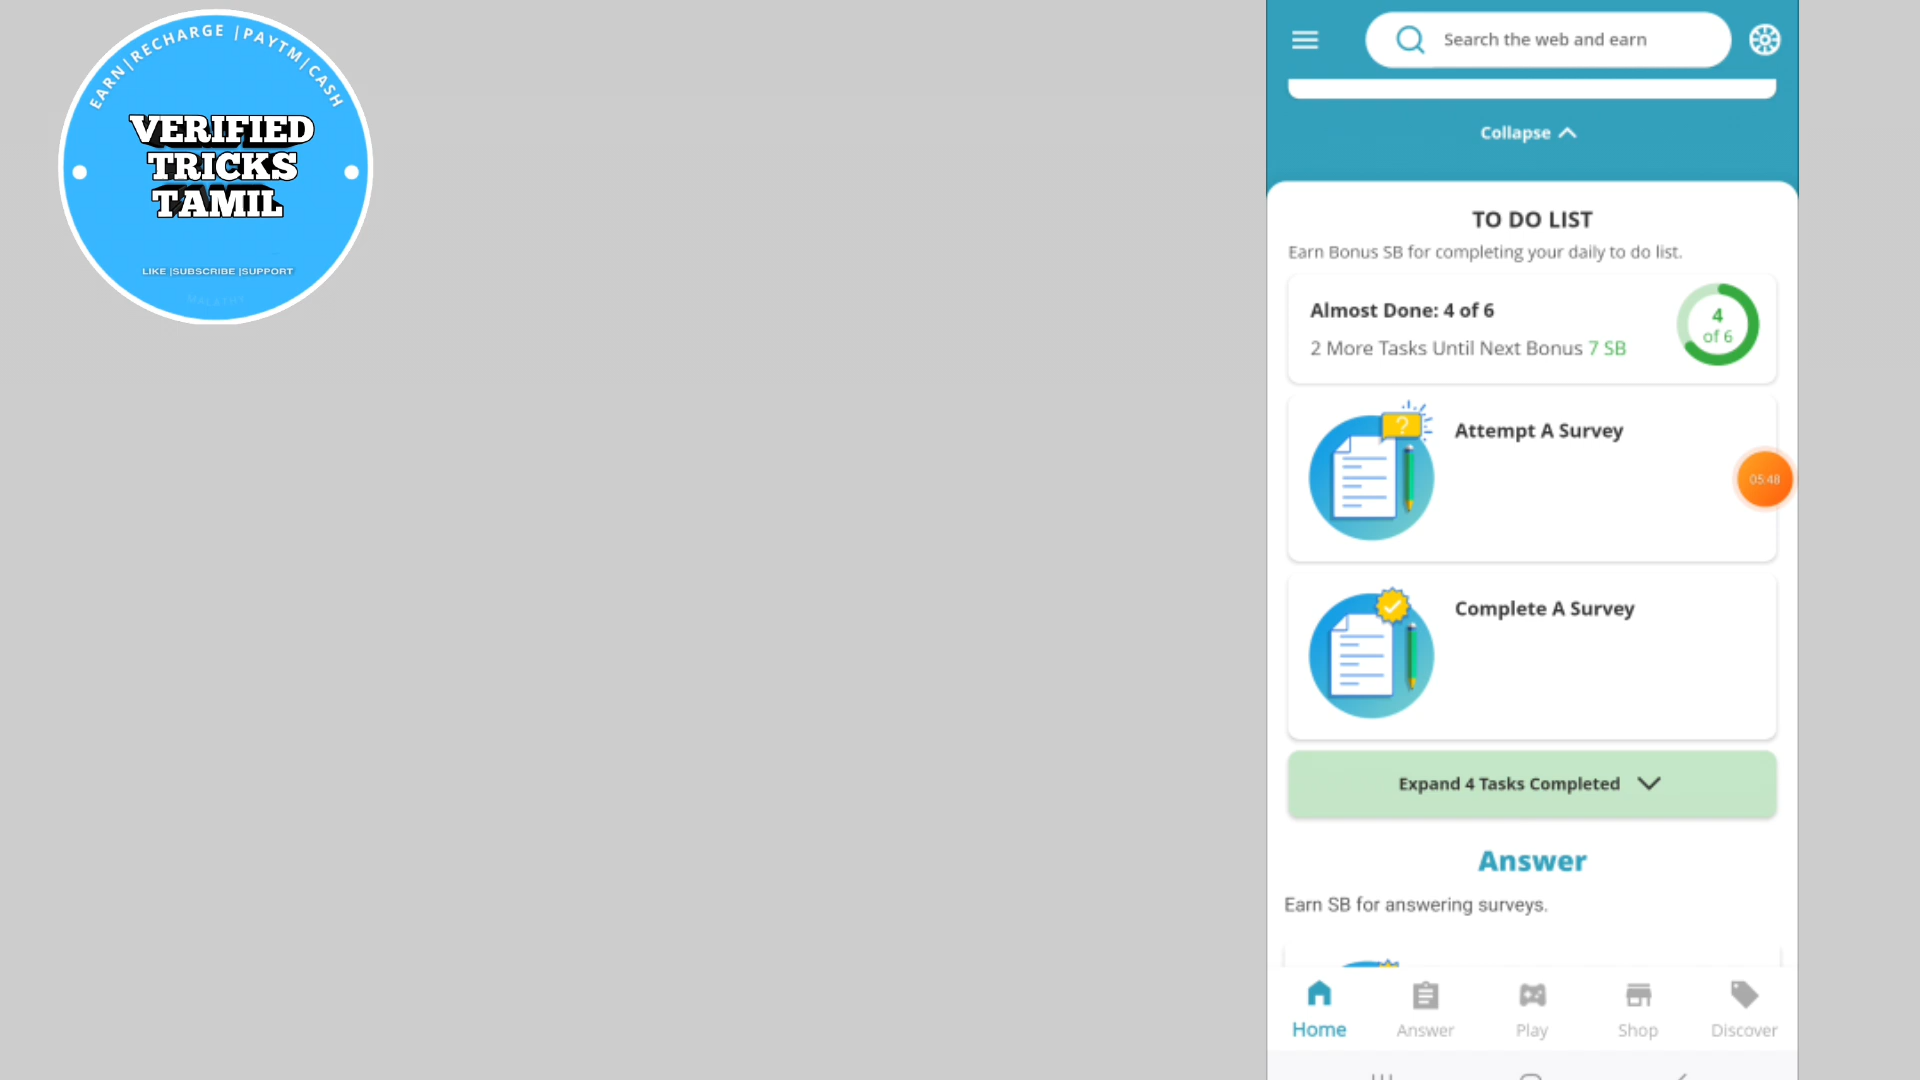 EARN|RECHARGE |PAYTM|CASH
VERIFIED
TRICKS
TAMIL
LIKE |SUBSCRIBE |SUPPORT
MALATHY
Search the web and earn
Collapse
TO DO LIST
Earn Bonus SB for completing your daily to do list.
Almost Done: 4 of 6
2 More Tasks Until Next Bonus 7 SB
4
of 6
Attempt A Survey
?
05:48
Complete A Survey
Expand 4 Tasks Completed
Answer
Earn SB for answering surveys.
Home
Answer
Play
Shop
Discover